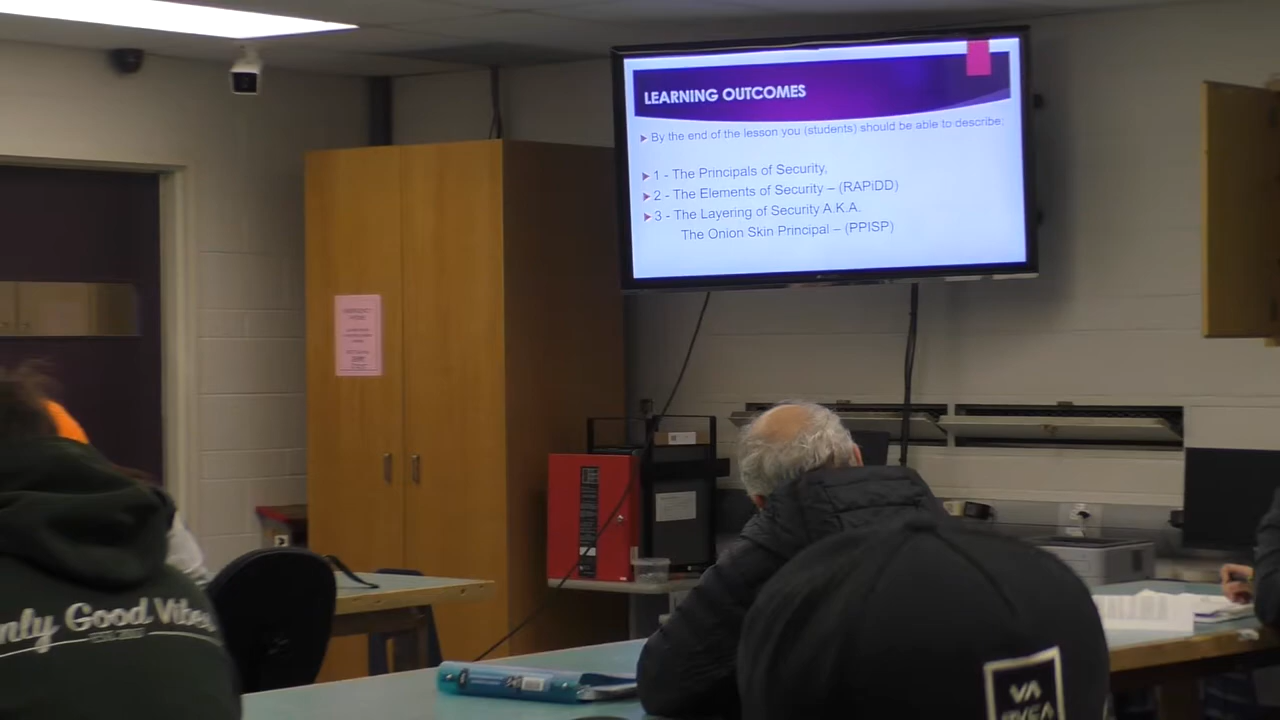 LEARNING OUTCOMES
By the end of the lesson you (students) should be able to describe;
1 - The Principals of Security,
2 - The Elements of Security – (RAPiDD)
3 - The Layering of Security A.K.A.
The Onion Skin Principal – (PPISP)
nly Good Vibes
VA